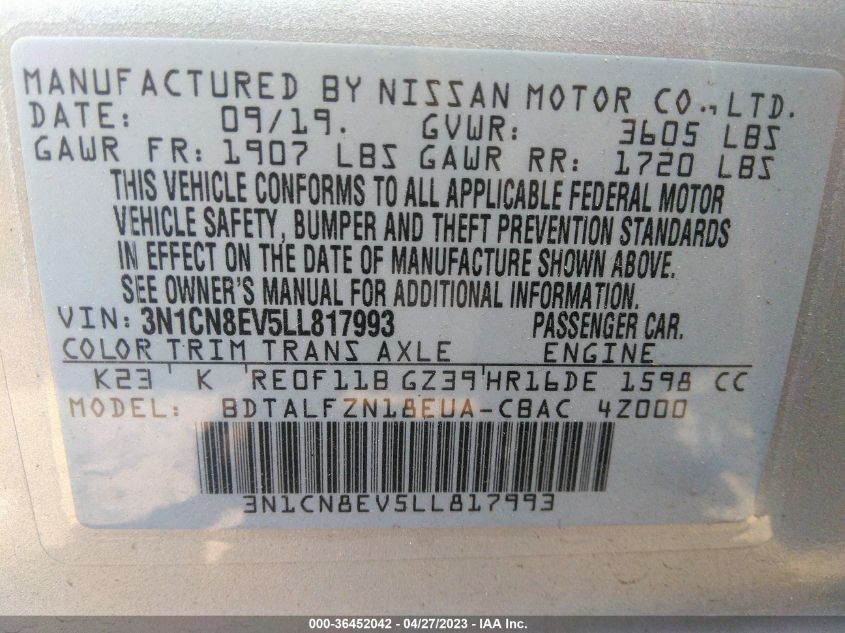 MANUFACTURED BY NISSAN MOTOR CO., LTD.
DATE: 09/19. GVWR: 3605 LBS
GAWR FR: 1907 LBS GAWR RR: 1720 LBS
THIS VEHICLE CONFORMS TO ALL APPLICABLE FEDERAL MOTOR
VEHICLE SAFETY, BUMPER AND THEFT PREVENTION STANDARDS
IN EFFECT ON THE DATE OF MANUFACTURE SHOWN ABOVE.
SEE OWNER'S MANUAL FOR ADDITIONAL INFORMATION.
VIN: 3N1CN8EV5LL817993 PASSENGER CAR.
COLOR TRIM TRANS AXLE ENGINE
K23 K RE0F11B GZ39 HR16DE 1598 CC
MODEL: BDTALFZN18EUA-CBAC 4Z000
3N1CN8EV5LL817993
000-36452042 - 04/27/2023 - IAA Inc.